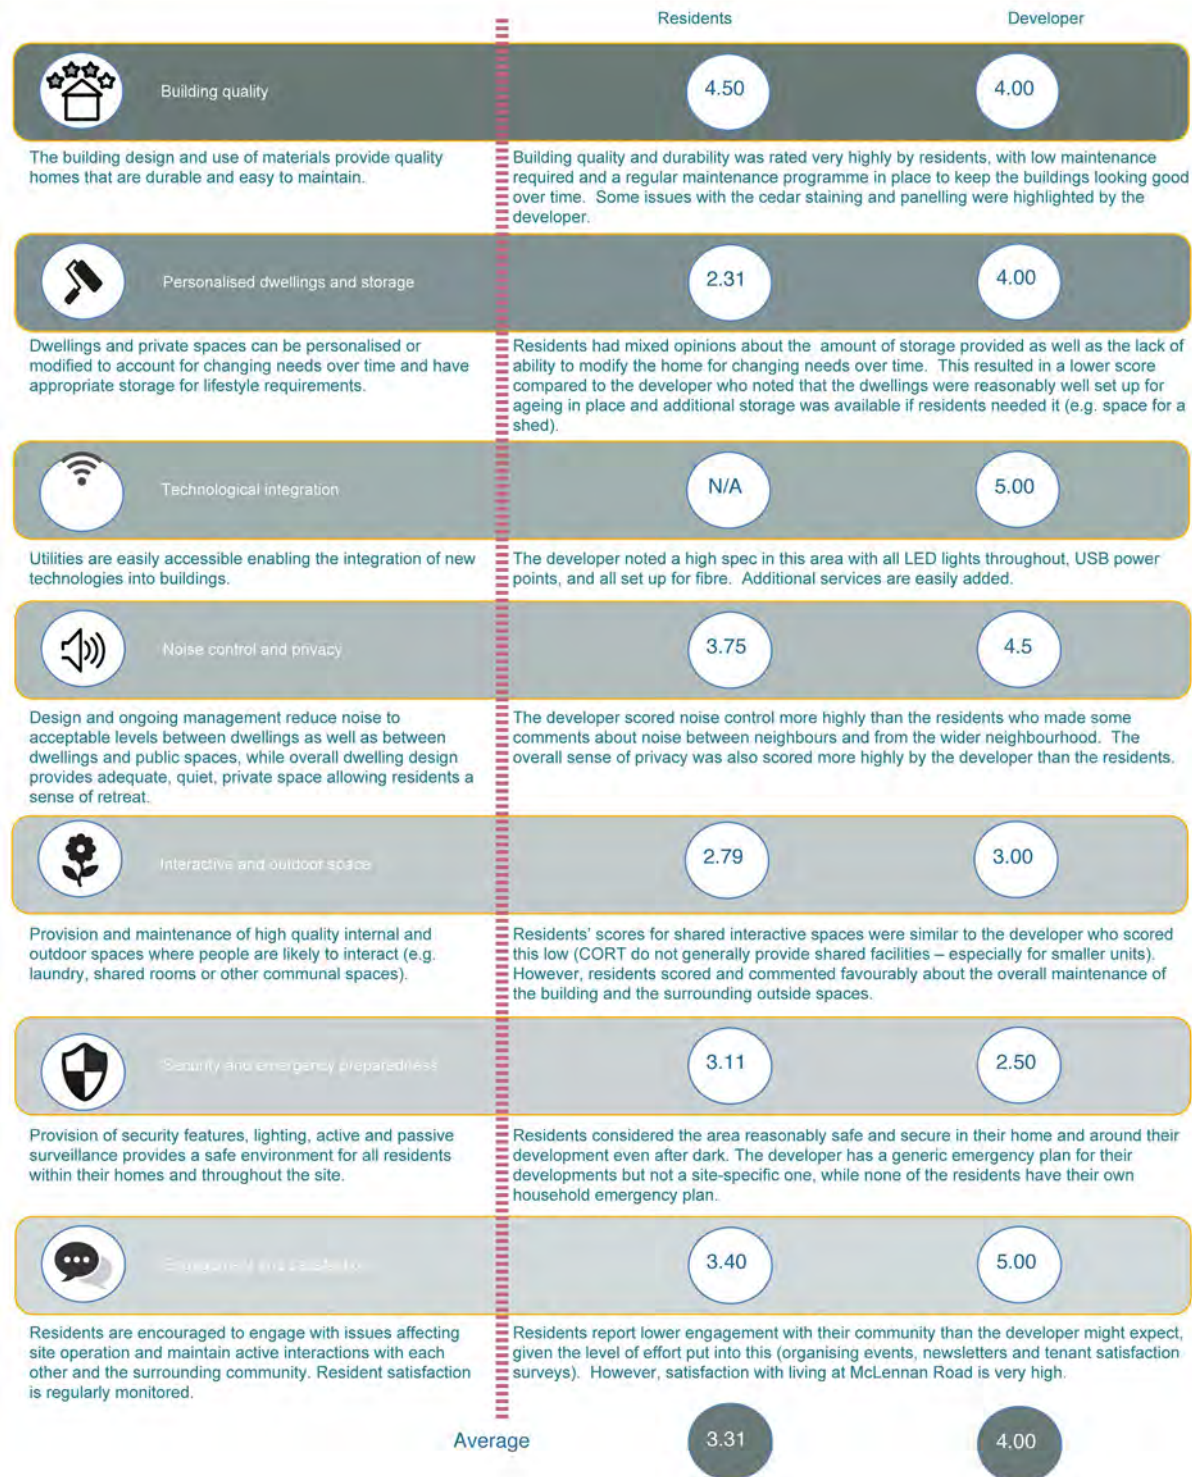 Residents Developer
Building quality 4.50 4.00
The building design and use of materials provide quality
homes that are durable and easy to maintain.
Building quality and durability was rated very highly by residents, with low maintenance
required and a regular maintenance programme in place to keep the buildings looking good
over time. Some issues with the cedar staining and panelling were highlighted by the
developer.
Personalised dwellings and storage 2.31 4.00
Dwellings and private spaces can be personalised or
modified to account for changing needs over time and have
appropriate storage for lifestyle requirements.
Residents had mixed opinions about the amount of storage provided as well as the lack of
ability to modify the home for changing needs over time. This resulted in a lower score
compared to the developer who noted that the dwellings were reasonably well set up for
ageing in place and additional storage was available if residents needed it (e.g. space for a
shed).
Technological integration N/A 5.00
Utilities are easily accessible enabling the integration of new
technologies into buildings.
The developer noted a high spec in this area with all LED lights throughout, USB power
points, and all set up for fibre. Additional services are easily added.
Noise control and privacy 3.75 4.5
Design and ongoing management reduce noise to
acceptable levels between dwellings as well as between
dwellings and public spaces, while overall dwelling design
provides adequate, quiet, private space allowing residents a
sense of retreat.
The developer scored noise control more highly than the residents who made some
comments about noise between neighbours and from the wider neighbourhood. The
overall sense of privacy was also scored more highly by the developer than the residents.
Interactive and outdoor space 2.79 3.00
Provision and maintenance of high quality internal and
outdoor spaces where people are likely to interact (e.g.
laundry, shared rooms or other communal spaces).
Residents' scores for shared interactive spaces were similar to the developer who scored
this low (CORT do not generally provide shared facilities – especially for smaller units).
However, residents scored and commented favourably about the overall maintenance of
the building and the surrounding outside spaces.
Security and emergency preparedness 3.11 2.50
Provision of security features, lighting, active and passive
surveillance provides a safe environment for all residents
within their homes and throughout the site.
Residents considered the area reasonably safe and secure in their home and around their
development even after dark. The developer has a generic emergency plan for their
developments but not a site-specific one, while none of the residents have their own
household emergency plan.
and satisfaction 3.40 5.00
Residents are encouraged to engage with issues affecting
site operation and maintain active interactions with each
other and the surrounding community. Resident satisfaction
is regularly monitored.
Residents report lower engagement with their community than the developer might expect,
given the level of effort put into this (organising events, newsletters and tenant satisfaction
surveys). However, satisfaction with living at McLennan Road is very high.
Average 3.31 4.00